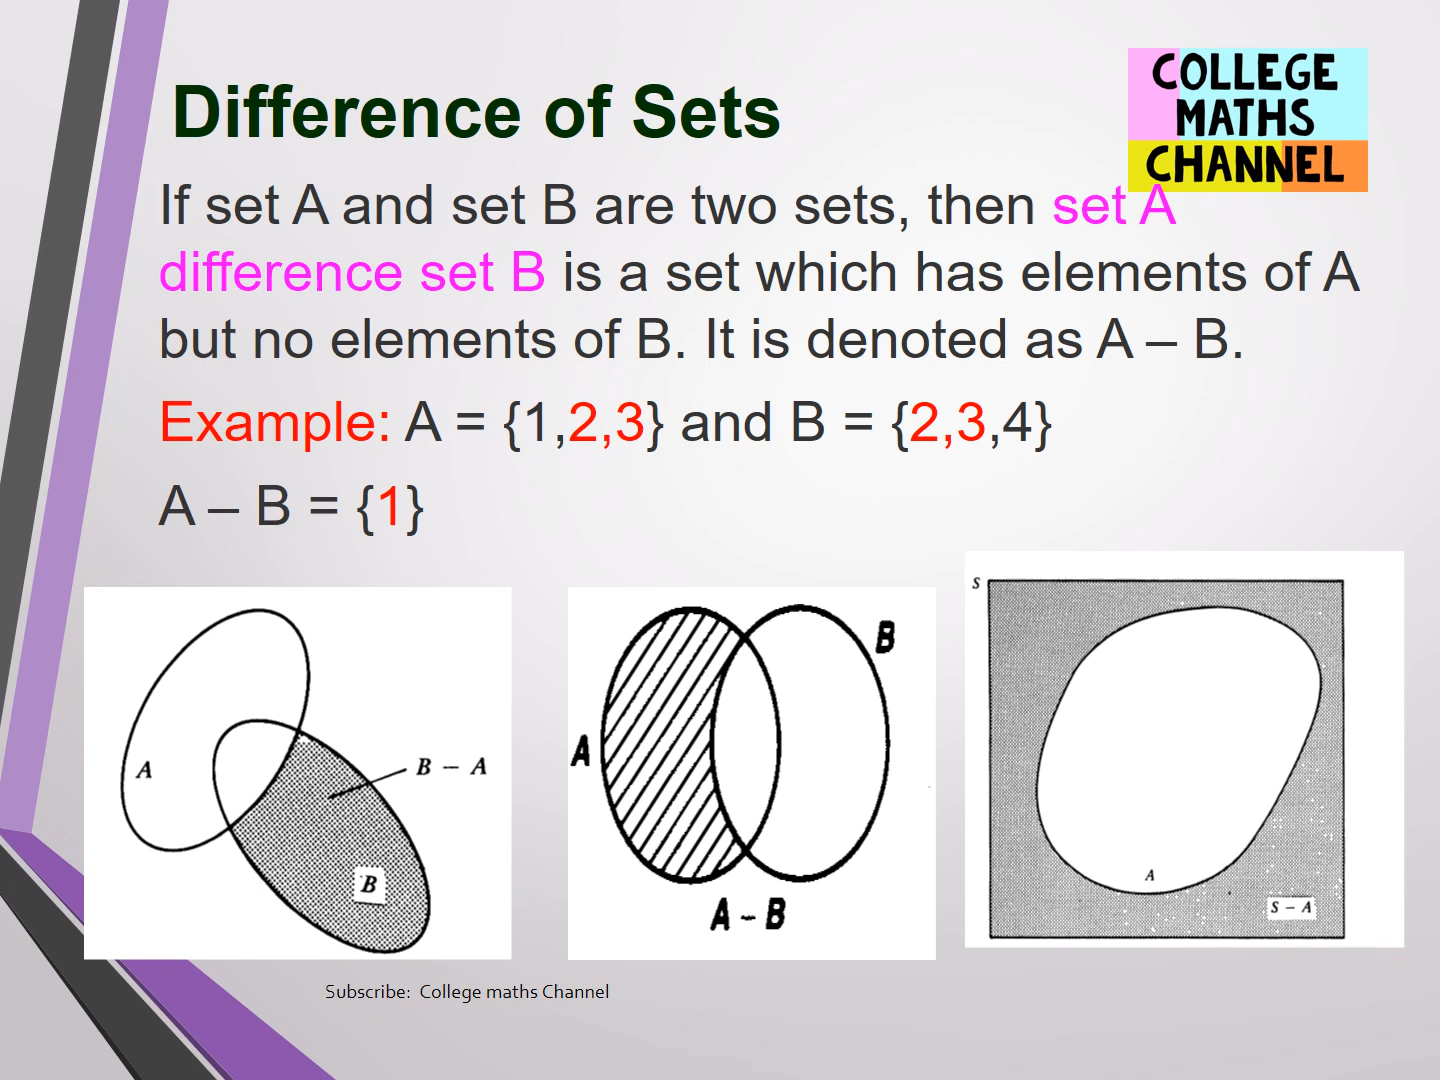 Difference of Sets
COLLEGE
MATHS
CHANNEL
If set A and set B are two sets, then set A
difference set B is a set which has elements of A
but no elements of B. It is denoted as A – B.
Example: A = {1,2,3} and B = {2,3,4}
A – B = {1}
A
B – A
B
A
B
A – B
S
A
S – A
Subscribe: College maths Channel